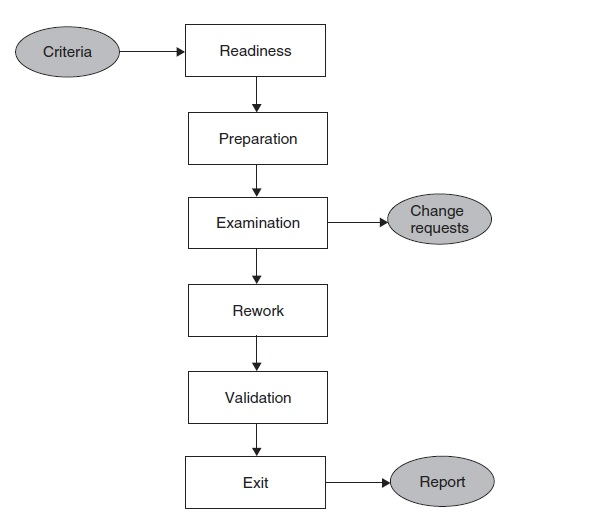 Criteria
Readiness
Preparation
Examination
Change
requests
Rework
Validation
Exit
Report